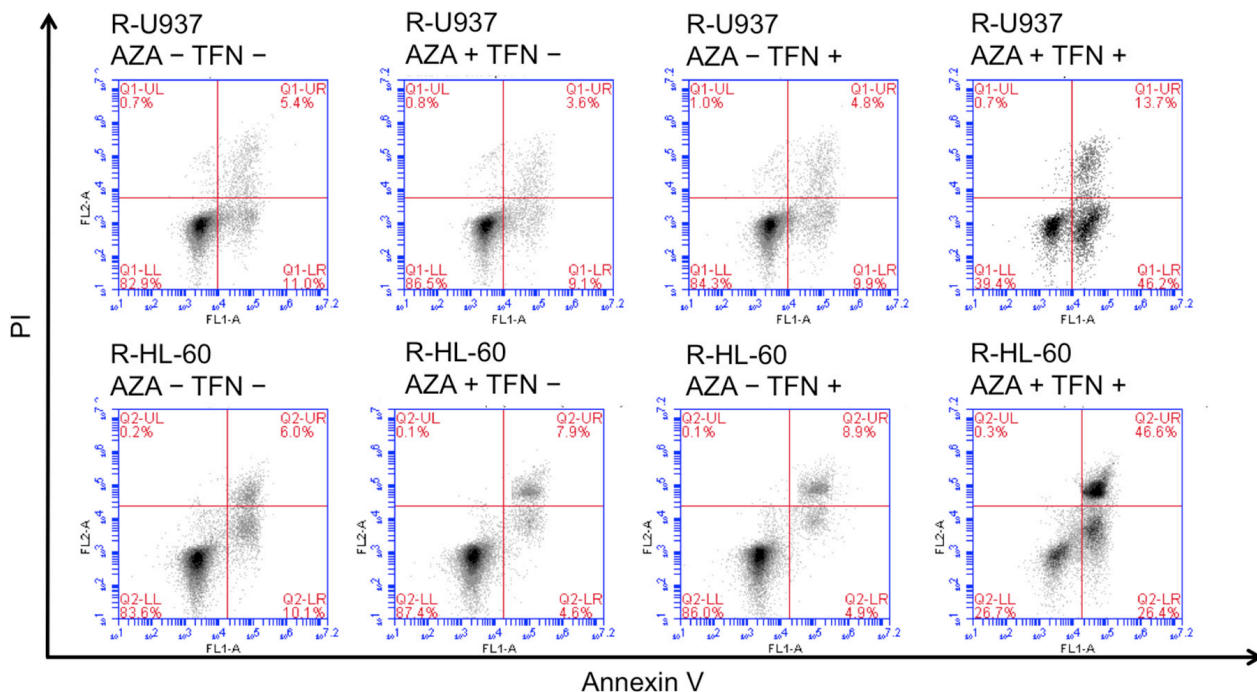 R-U937
AZA − TFN −
R-U937
AZA + TFN −
R-U937
AZA − TFN +
R-U937
AZA + TFN +
Q1-UL
0.7%
Q1-UR
5.4%
Q1-LL
82.9%
Q1-LR
11.0%
FL2-A
FL1-A
Q1-UL
0.8%
Q1-UR
3.6%
Q1-LL
86.5%
Q1-LR
9.1%
FL2-A
FL1-A
Q1-UL
1.0%
Q1-UR
4.8%
Q1-LL
84.3%
Q1-LR
9.9%
FL2-A
FL1-A
Q1-UL
0.7%
Q1-UR
13.7%
Q1-LL
39.4%
Q1-LR
46.2%
FL2-A
FL1-A
PI
R-HL-60
AZA − TFN −
R-HL-60
AZA + TFN −
R-HL-60
AZA − TFN +
R-HL-60
AZA + TFN +
Q2-UL
0.2%
Q2-UR
6.0%
Q2-LL
83.6%
Q2-LR
10.1%
FL2-A
FL1-A
Q2-UL
0.1%
Q2-UR
7.9%
Q2-LL
87.4%
Q2-LR
4.6%
FL2-A
FL1-A
Q2-UL
0.1%
Q2-UR
8.9%
Q2-LL
86.0%
Q2-LR
4.9%
FL2-A
FL1-A
Q2-UL
0.3%
Q2-UR
46.6%
Q2-LL
26.7%
Q2-LR
26.4%
FL2-A
FL1-A
Annexin V